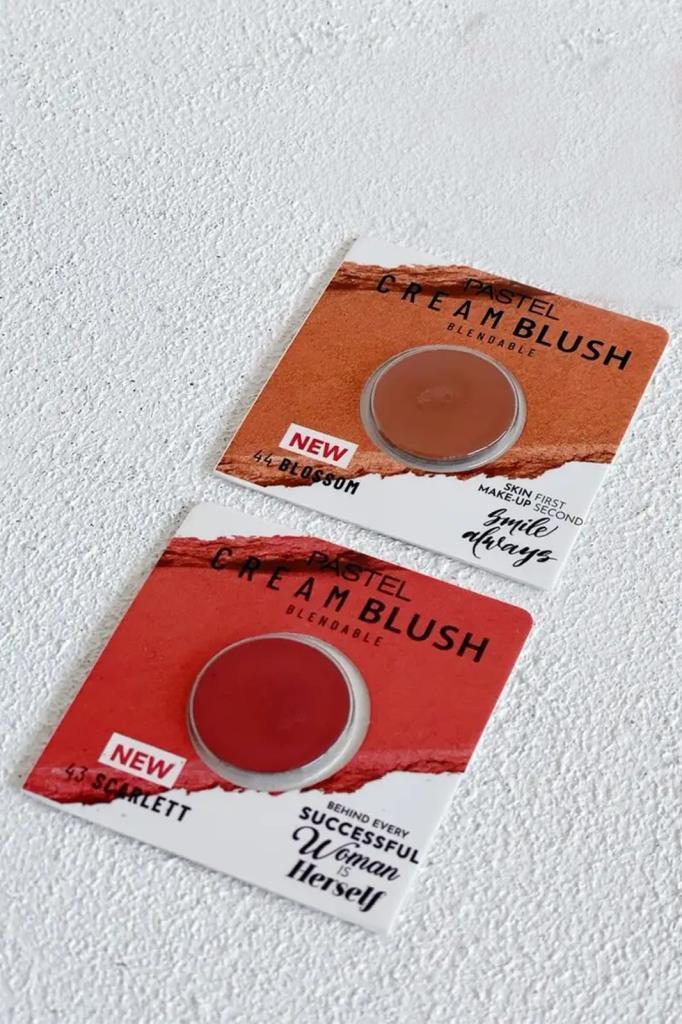 PASTEL
CREAM BLUSH
BLENDABLE
NEW
44 BLOSSOM
SKIN FIRST
MAKE-UP SECOND
smile
always
PASTEL
CREAM BLUSH
BLENDABLE
NEW
43 SCARLETT
BEHIND EVERY
SUCCESSFUL
Woman
IS
Herself